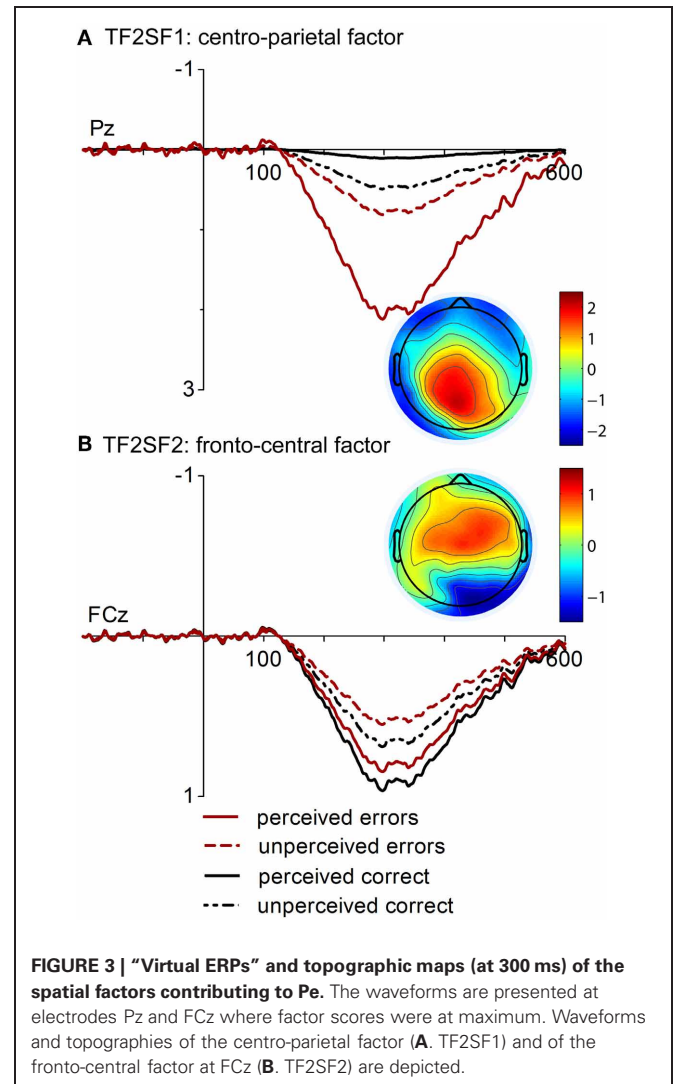 A TF2SF1: centro-parietal factor
-1
Pz
100
600
3
2
1
0
−1
−2
B TF2SF2: fronto-central factor
-1
1
0
−1
FCz
100
600
1
perceived errors
unperceived errors
perceived correct
unperceived correct
FIGURE 3 | “Virtual ERPs” and topographic maps (at 300 ms) of the
spatial factors contributing to Pe. The waveforms are presented at
electrodes Pz and FCz where factor scores were at maximum. Waveforms
and topographies of the centro-parietal factor (A. TF2SF1) and of the
fronto-central factor at FCz (B. TF2SF2) are depicted.